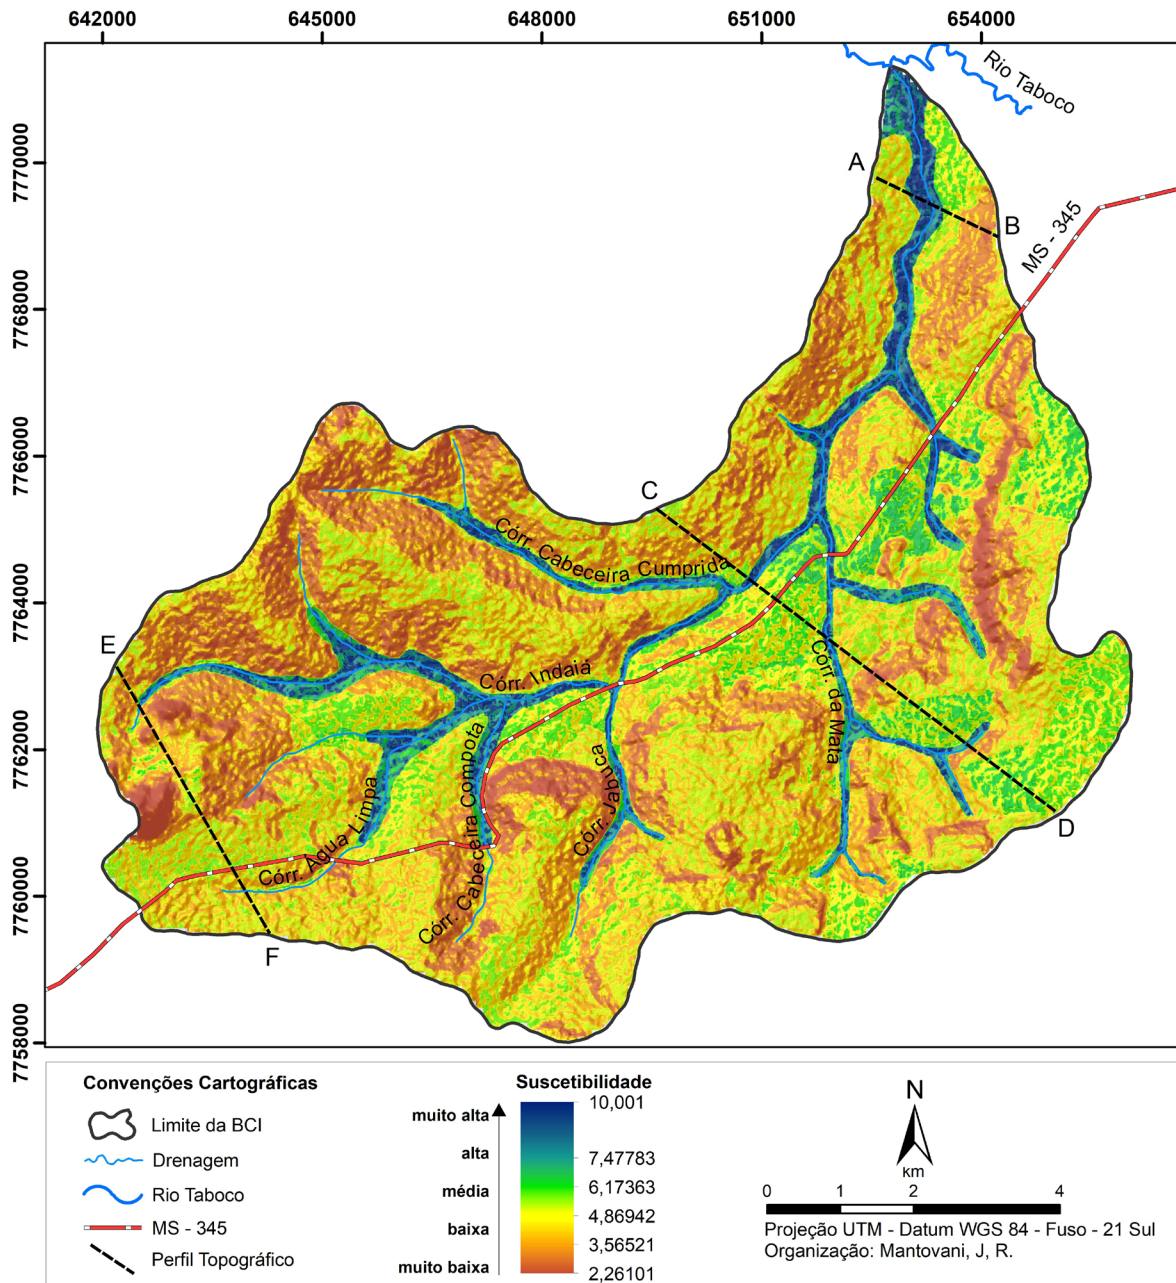 642000
645000
648000
651000
654000
Rio Taboco
7770000
A
B
MS - 345
7768000
7766000
C
Córr. Cabeceira Cumprida
7764000
E
Córr. Indaiá
Córr da Mata
7762000
Córr. Cabeceira Compota
Córr. Jabuca
Córr. Água Limpa
D
7760000
F
7758000
Convenções Cartográficas
Limite da BCI
Drenagem
Rio Taboco
MS - 345
Perfil Topográfico
Suscetibilidade
muito alta
alta
média
baixa
muito baixa
10,001
7,47783
6,17363
4,86942
3,56521
2,26101
N
km
0 1 2 4
Projeção UTM - Datum WGS 84 - Fuso - 21 Sul
Organização: Mantovani, J, R.